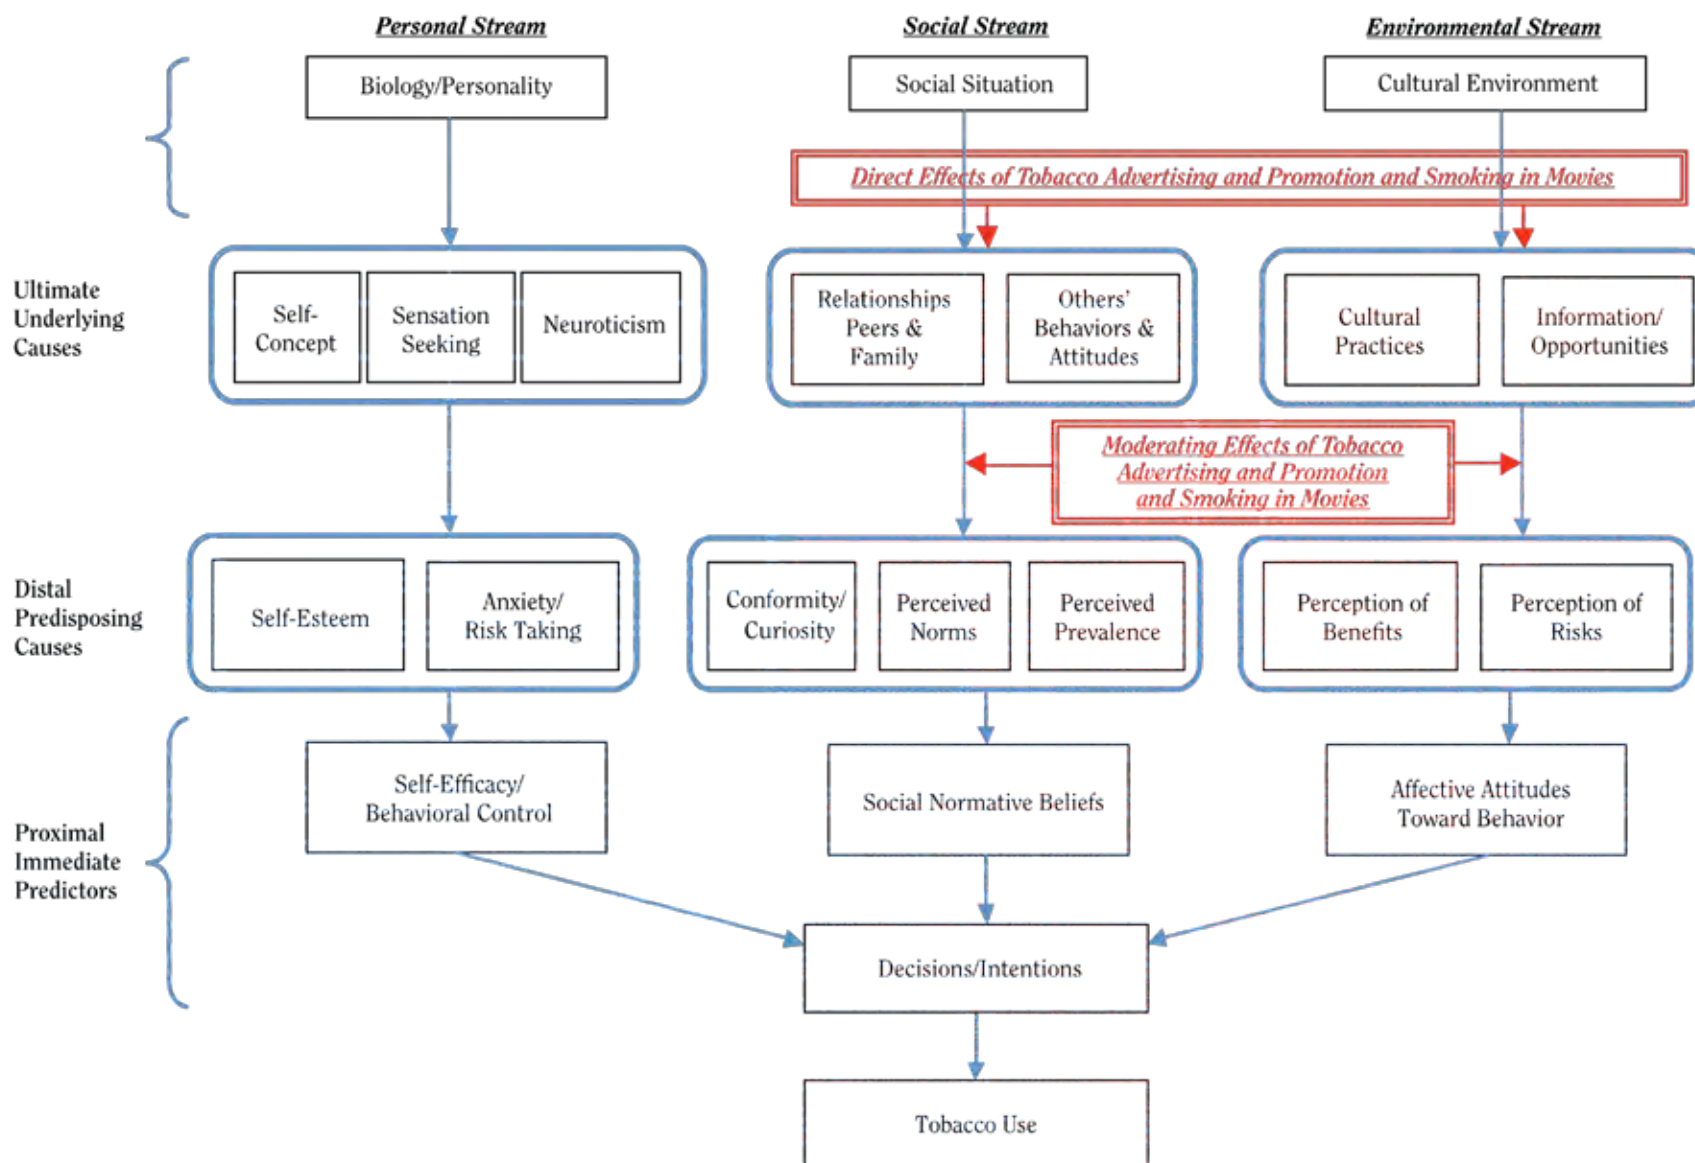 Personal Stream
Social Stream
Environmental Stream
Biology/Personality
Social Situation
Cultural Environment
Direct Effects of Tobacco Advertising and Promotion and Smoking in Movies
Ultimate
Underlying
Causes
Self-
Concept
Sensation
Seeking
Neuroticism
Relationships
Peers &
Family
Others'
Behaviors &
Attitudes
Cultural
Practices
Information/
Opportunities
Moderating Effects of Tobacco
Advertising and Promotion
and Smoking in Movies
Distal
Predisposing
Causes
Self-Esteem
Anxiety/
Risk Taking
Conformity/
Curiosity
Perceived
Norms
Perceived
Prevalence
Perception of
Benefits
Perception of
Risks
Proximal
Immediate
Predictors
Self-Efficacy/
Behavioral Control
Social Normative Beliefs
Affective Attitudes
Toward Behavior
Decisions/Intentions
Tobacco Use